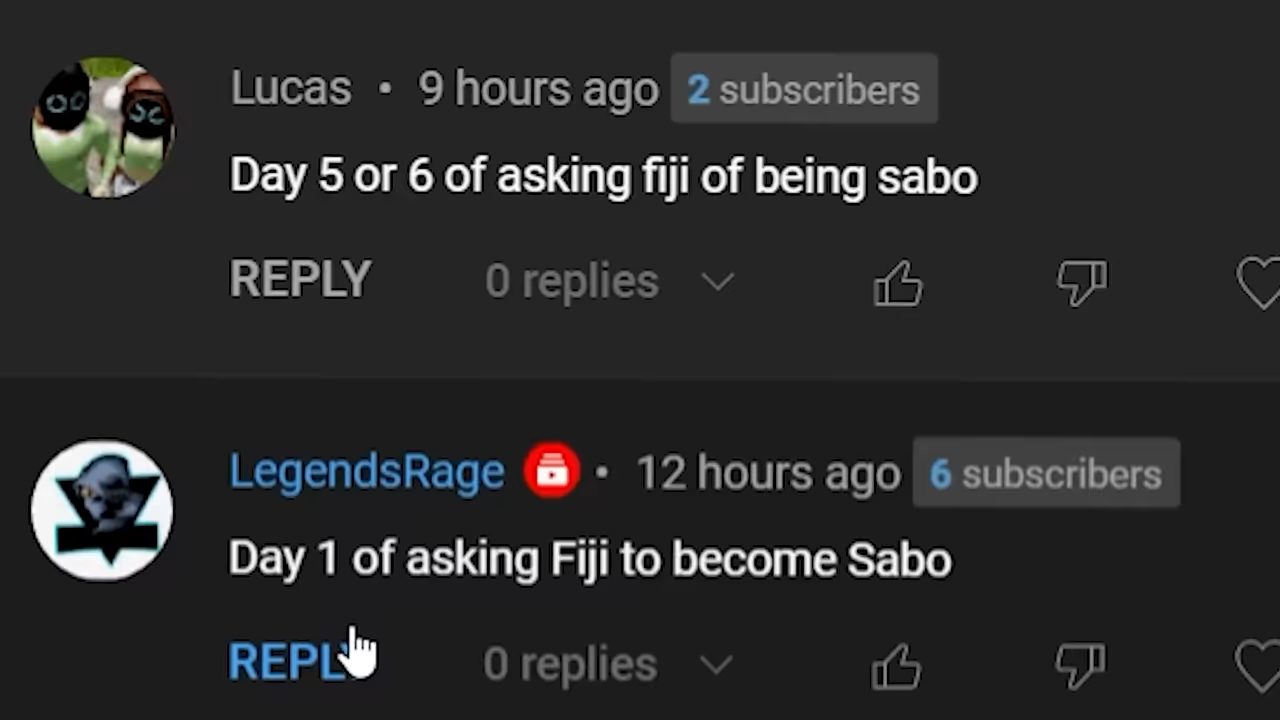 Lucas • 9 hours ago 2 subscribers
Day 5 or 6 of asking fiji of being sabo
REPLY 0 replies
LegendsRage • 12 hours ago 6 subscribers
Day 1 of asking Fiji to become Sabo
REPLY 0 replies